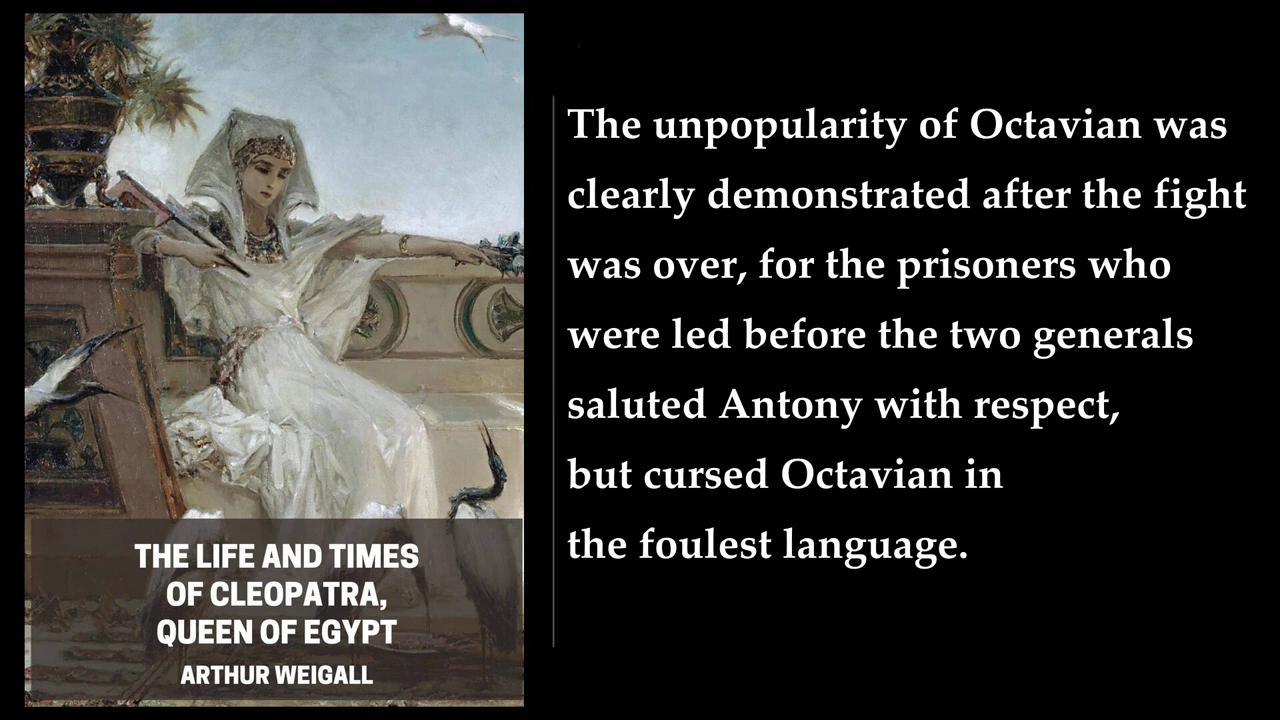 THE LIFE AND TIMES
OF CLEOPATRA,
QUEEN OF EGYPT
ARTHUR WEIGALL
The unpopularity of Octavian was
clearly demonstrated after the fight
was over, for the prisoners who
were led before the two generals
saluted Antony with respect,
but cursed Octavian in
the foulest language.